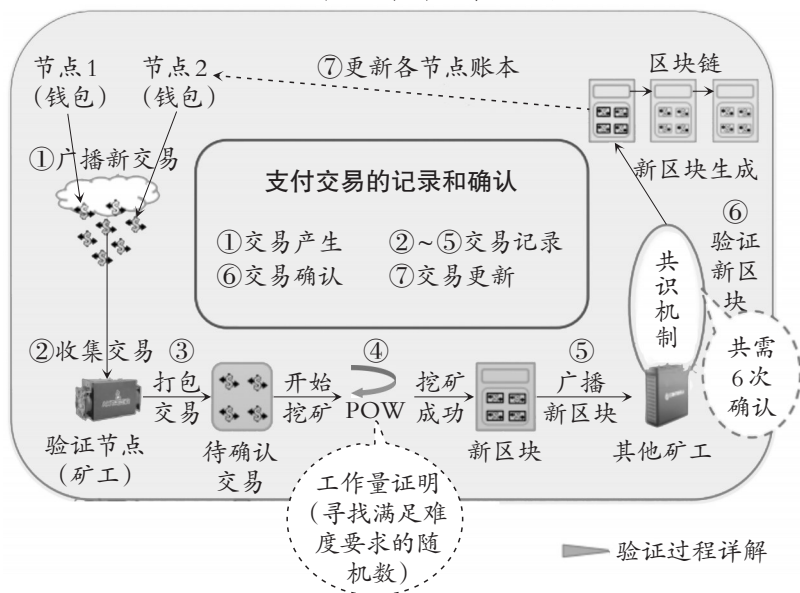 节点1
(钱包)
节点2
(钱包)
⑦更新各节点账本
区块链
①广播新交易
新区块生成
支付交易的记录和确认
①交易产生 ②~⑤交易记录
⑥交易确认 ⑦交易更新
⑥
验证
新区
块
共
识
机
制
共需
6次
确认
②收集交易
③
打包
交易
开始
挖矿
④
POW
挖矿
成功
⑤
广播
新区块
验证节点
(矿工)
待确认
交易
新区块
其他矿工
工作量证明
(寻找满足难
度要求的随
机数)
验证过程详解